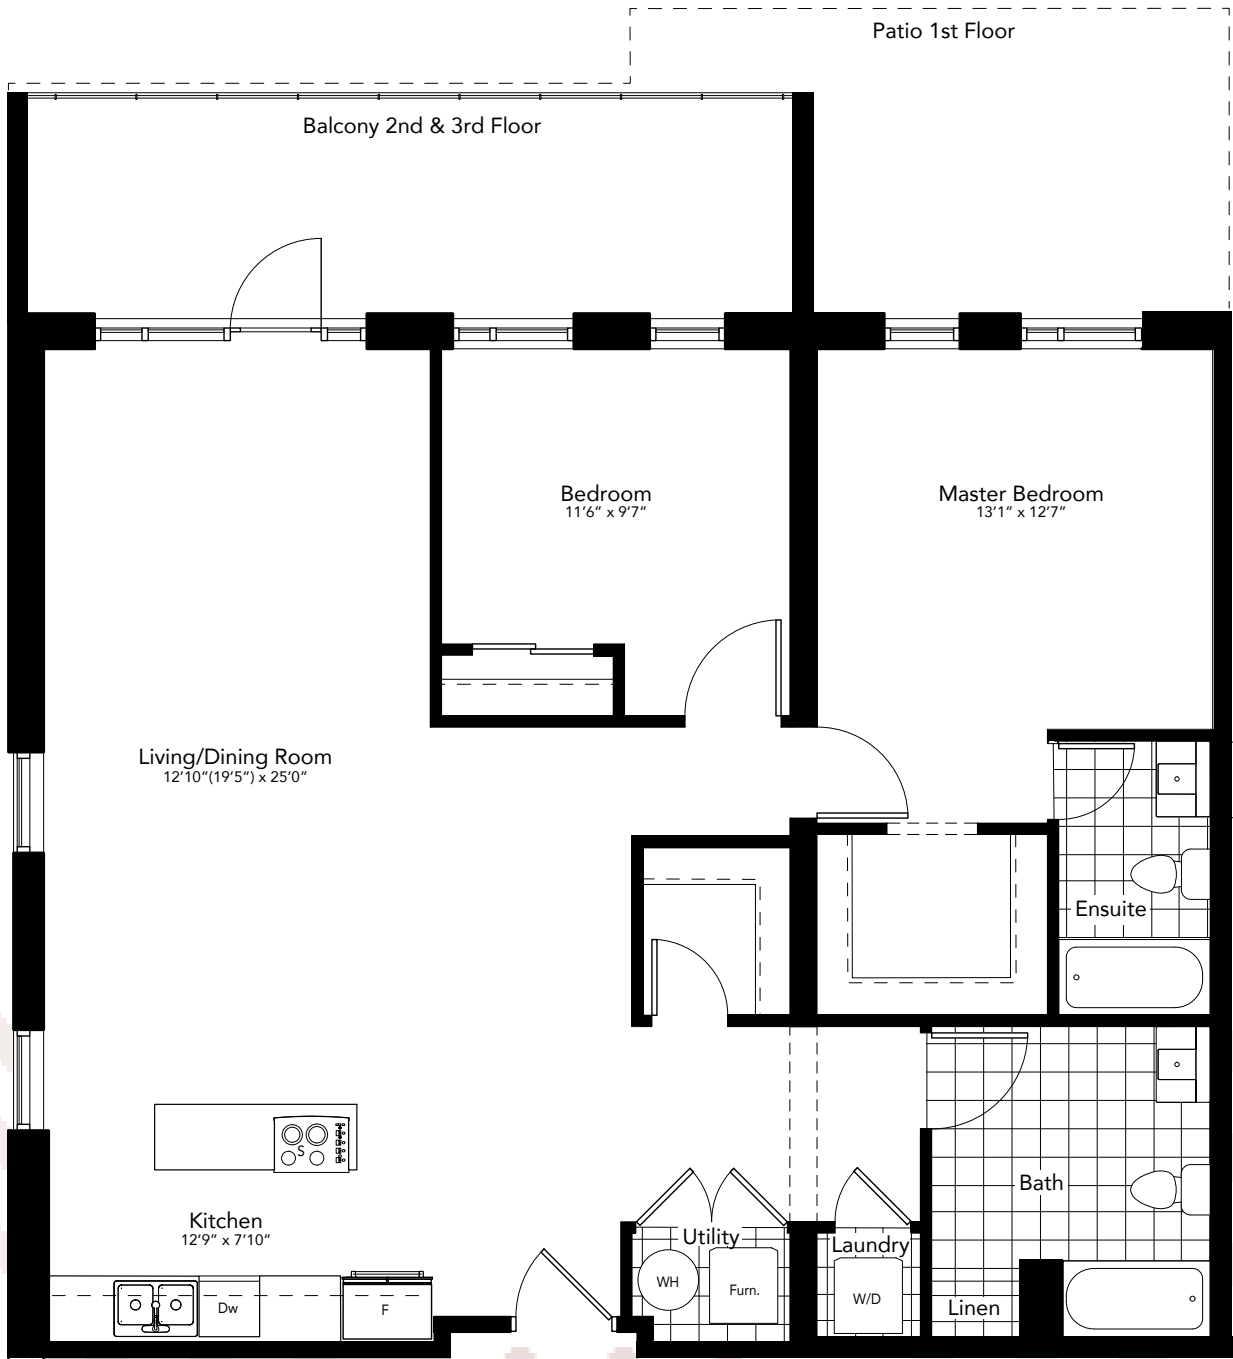 Patio 1st Floor
Balcony 2nd & 3rd Floor
Bedroom
11'6" x 9'7"
Master Bedroom
13'1" x 12'7"
Living/Dining Room
12'10"(19'5") x 25'0"
Ensuite
S
Bath
Kitchen
12'9" x 7'10"
Utility
Laundry
WH
Furn.
W/D
Dw
F
Linen